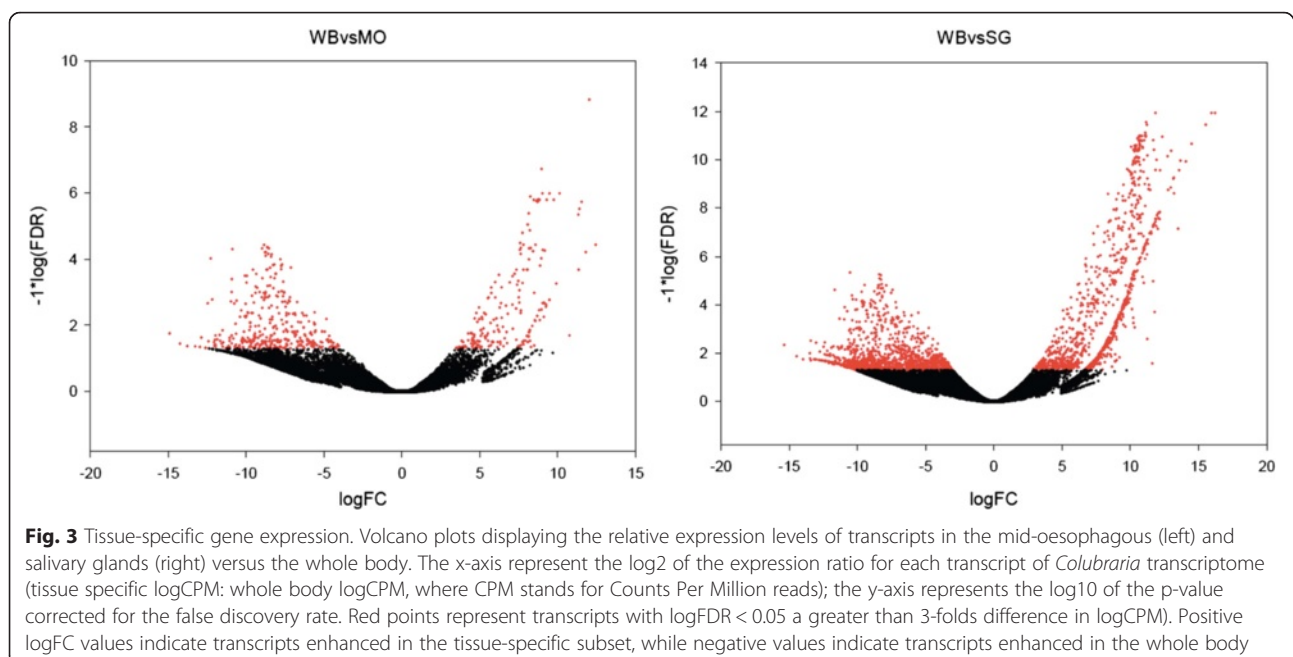 WBvsMO
10
8
6
4
2
0
-1*log(FDR)
-20 -15 -10 -5 0 5 10 15
logFC
WBvsSG
14
12
10
8
6
4
2
0
-1*log(FDR)
-20 -15 -10 -5 0 5 10 15 20
logFC
Fig. 3 Tissue-specific gene expression. Volcano plots displaying the relative expression levels of transcripts in the mid-oesophagous (left) and
salivary glands (right) versus the whole body. The x-axis represent the log2 of the expression ratio for each transcript of Colubraria transcriptome
(tissue specific logCPM: whole body logCPM, where CPM stands for Counts Per Million reads); the y-axis represents the log10 of the p-value
corrected for the false discovery rate. Red points represent transcripts with logFDR < 0.05 a greater than 3-folds difference in logCPM). Positive
logFC values indicate transcripts enhanced in the tissue-specific subset, while negative values indicate transcripts enhanced in the whole body